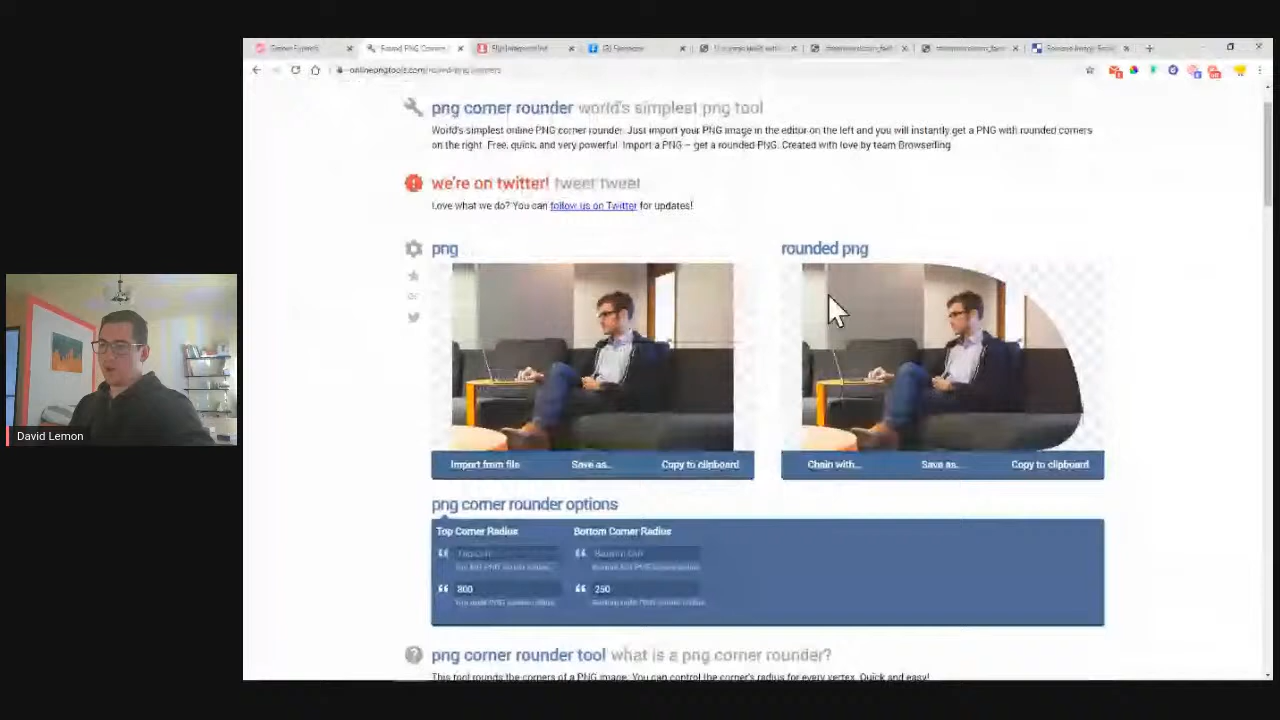 onlinepngtools.com/round-png-corners
png corner rounder world's simplest png tool
World's simplest online PNG corner rounder. Just import your PNG image in the editor on the left and you will instantly get a PNG with rounded corners
on the right. Free, quick, and very powerful. Import a PNG – get a rounded PNG. Created with love by team Browserling.
we're on twitter! tweet tweet
Love what we do? You can follow us on Twitter for updates!
png
rounded png
Import from file
Save as...
Copy to clipboard
Chain with...
Save as...
Copy to clipboard
png corner rounder options
Top Corner Radius
Bottom Corner Radius
800
250
png corner rounder tool what is a png corner rounder?
This tool rounds the corners of a PNG image. You can control the corner's radius for every vertex. Quick and easy!
David Lemon